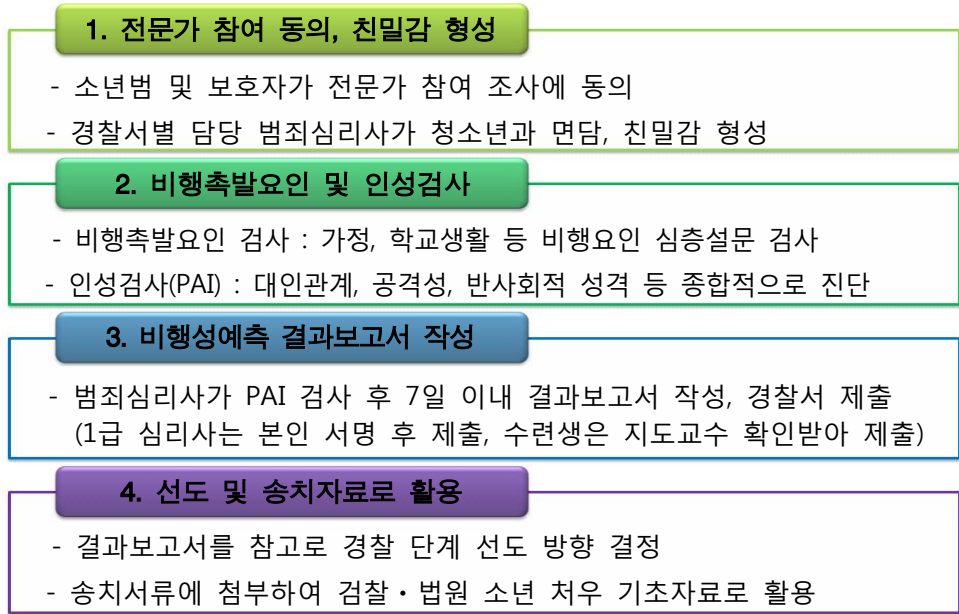 1. 전문가 참여 동의, 친밀감 형성
- 소년범 및 보호자가 전문가 참여 조사에 동의
- 경찰서별 담당 범죄심리사가 청소년과 면담, 친밀감 형성
2. 비행촉발요인 및 인성검사
- 비행촉발요인 검사 : 가정, 학교생활 등 비행요인 심층설문 검사
- 인성검사(PAI) : 대인관계, 공격성, 반사회적 성격 등 종합적으로 진단
3. 비행성예측 결과보고서 작성
- 범죄심리사가 PAI 검사 후 7일 이내 결과보고서 작성, 경찰서 제출
(1급 심리사는 본인 서명 후 제출, 수련생은 지도교수 확인받아 제출)
4. 선도 및 송치자료로 활용
- 결과보고서를 참고로 경찰 단계 선도 방향 결정
- 송치서류에 첨부하여 검찰・법원 소년 처우 기초자료로 활용